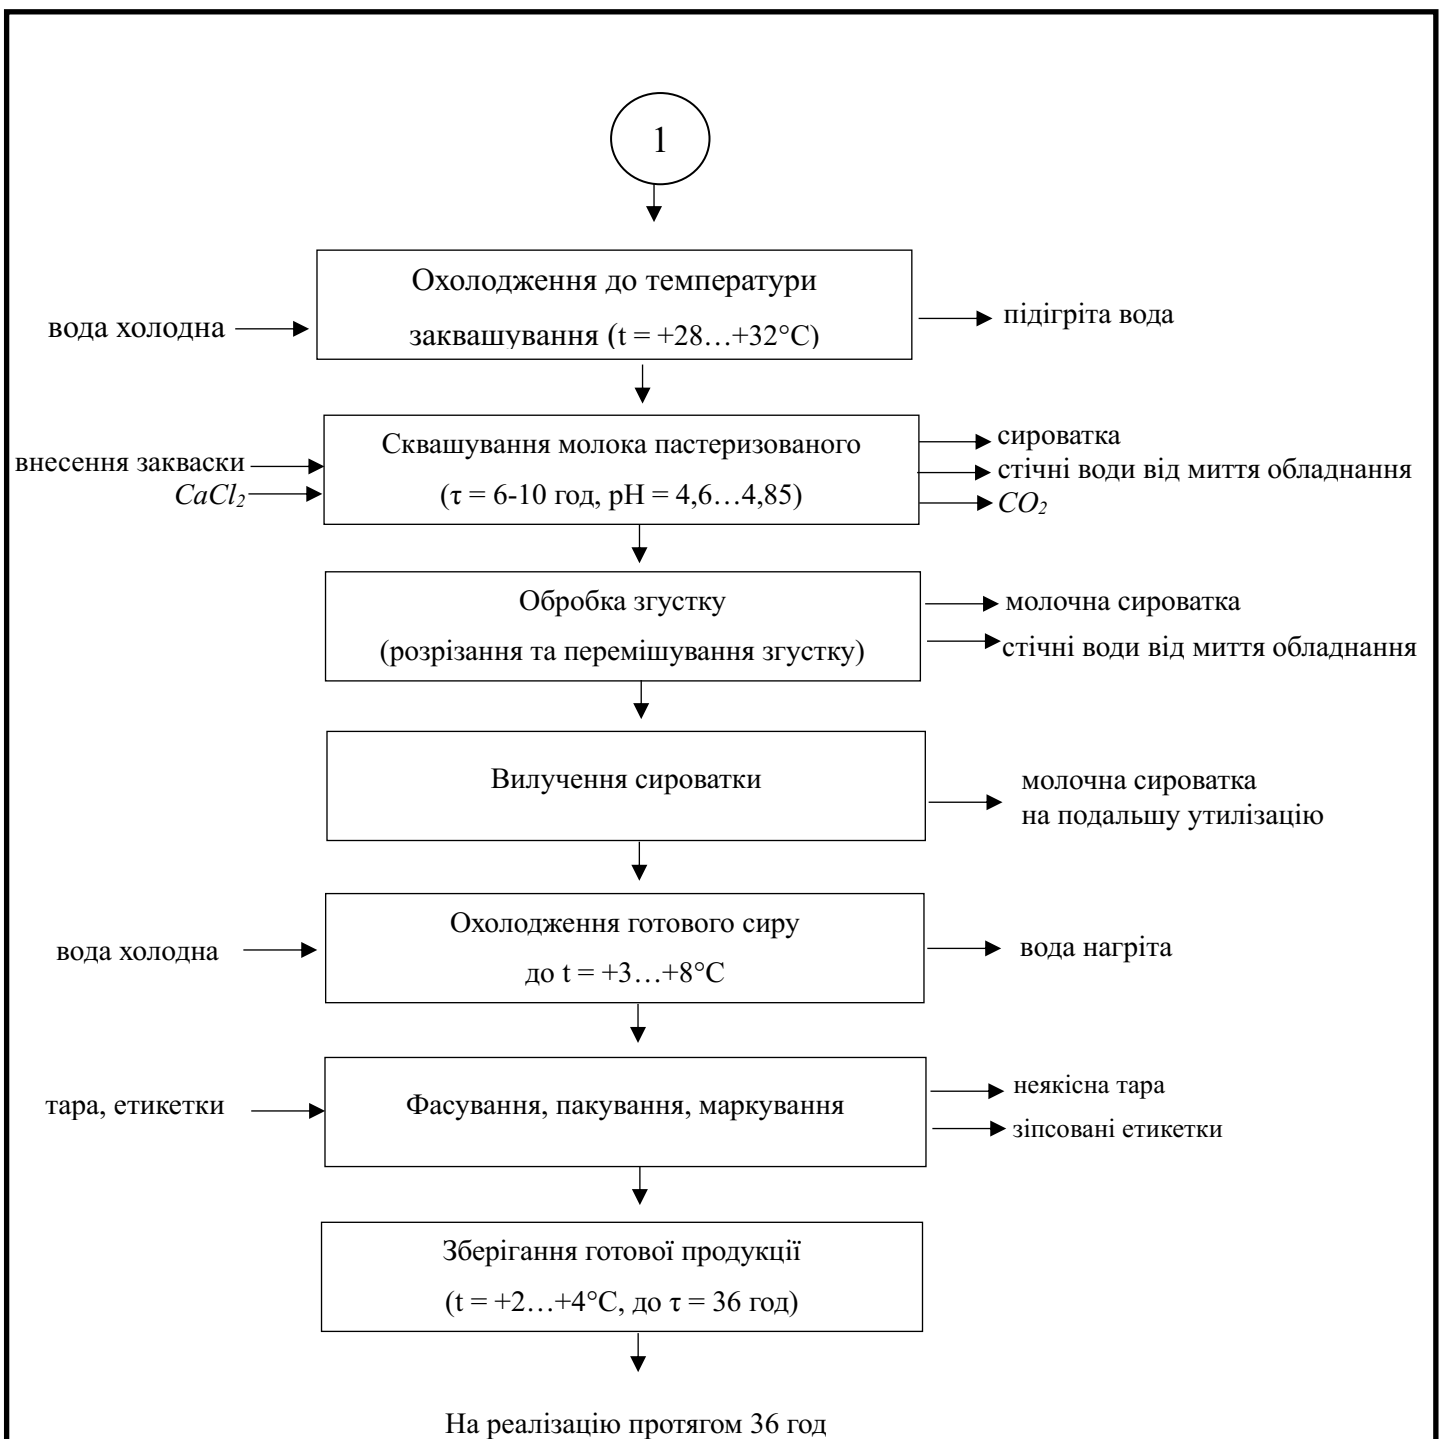 1
Охолодження до температури
заквашування (t = +28…+32°C)
вода холодна
підігріта вода
Сквашування молока пастеризованого
(τ = 6-10 год, pH = 4,6…4,85)
внесення закваски
CaCl₂
сироватка
стічні води від миття обладнання
CO₂
Обробка згустку
(розрізання та перемішування згустку)
молочна сироватка
стічні води від миття обладнання
Вилучення сироватки
молочна сироватка
на подальшу утилізацію
Охолодження готового сиру
до t = +3…+8°C
вода холодна
вода нагріта
тара, етикетки
Фасування, пакування, маркування
неякісна тара
зіпсовані етикетки
Зберігання готової продукції
(t = +2…+4°C, до τ = 36 год)
На реалізацію протягом 36 год